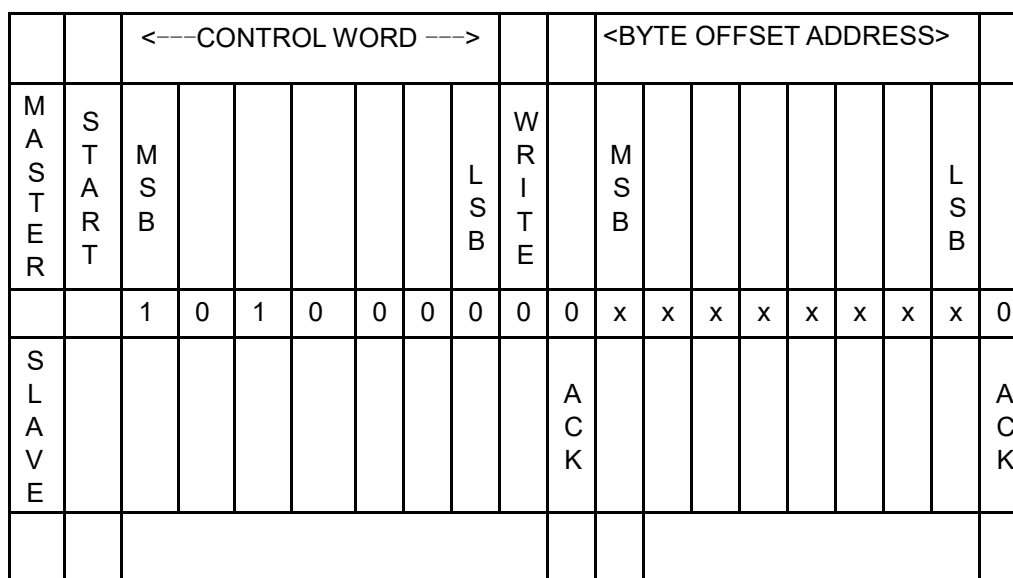 <---CONTROL WORD --->
<BYTE OFFSET ADDRESS>
MASTER
START
MSB
LSB
WRITE
MSB
LSB
1 0 1 0 0 0 0 0 0 x x x x x x x x 0
SLAVE
ACK
ACK